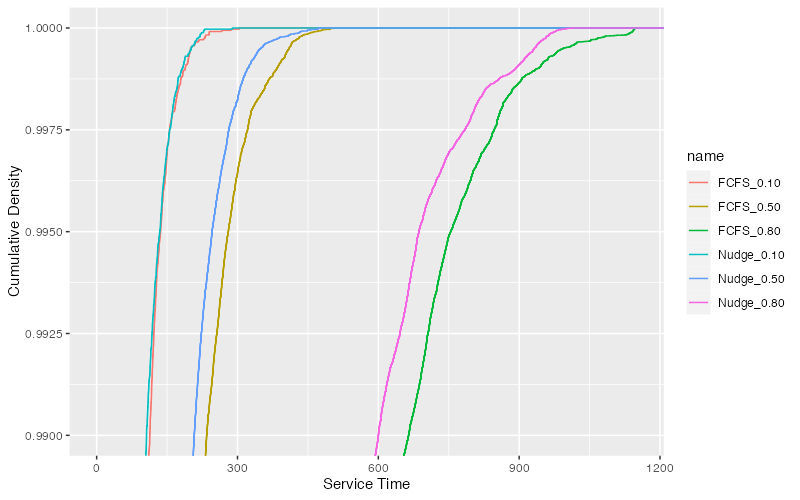 1.0000
0.9975
0.9950
0.9925
0.9900
Cumulative Density
0
300
600
900
1200
Service Time
name
FCFS_0.10
FCFS_0.50
FCFS_0.80
Nudge_0.10
Nudge_0.50
Nudge_0.80